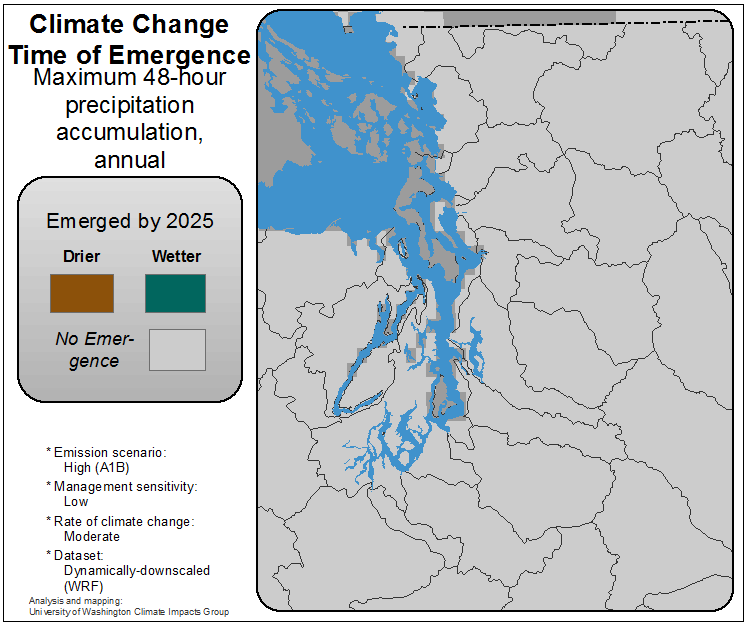 Climate Change
Time of Emergence
Maximum 48-hour
precipitation
accumulation,
annual
Emerged by 2025
Drier Wetter
No Emer-
gence
* Emission scenario:
High (A1B)
* Management sensitivity:
Low
* Rate of climate change:
Moderate
* Dataset:
Dynamically-downscaled
(WRF)
Analysis and mapping:
University of Washington Climate Impacts Group